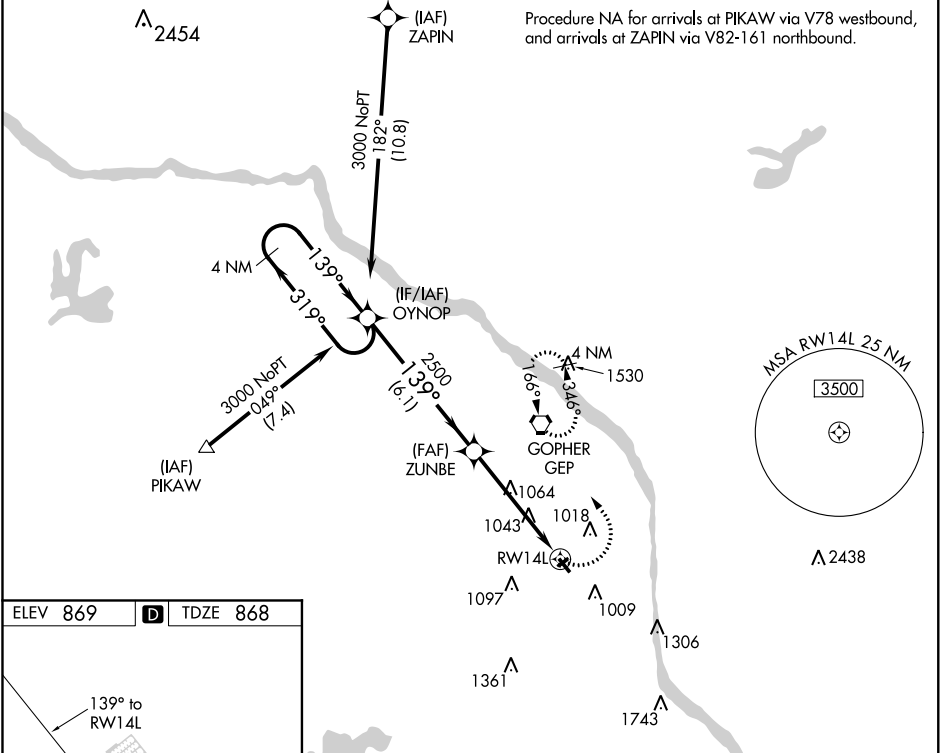 2454
(IAF)
ZAPIN
Procedure NA for arrivals at PIKAW via V78 westbound,
and arrivals at ZAPIN via V82-161 northbound.
3000 NoPT
182°
(10.8)
4 NM
139°
319°
(IF/IAF)
OYNOP
3000 NoPT
049°
(7.4)
(IAF)
PIKAW
2500
139°
(6.1)
(FAF)
ZUNBE
4 NM
1530
166°
346°
GOPHER
GEP
MSA RW14L 25 NM
3500
1064
1043
1018
RW14L
2438
1097
1009
1306
1361
1743
ELEV 869 D TDZE 868
139° to
RW14L